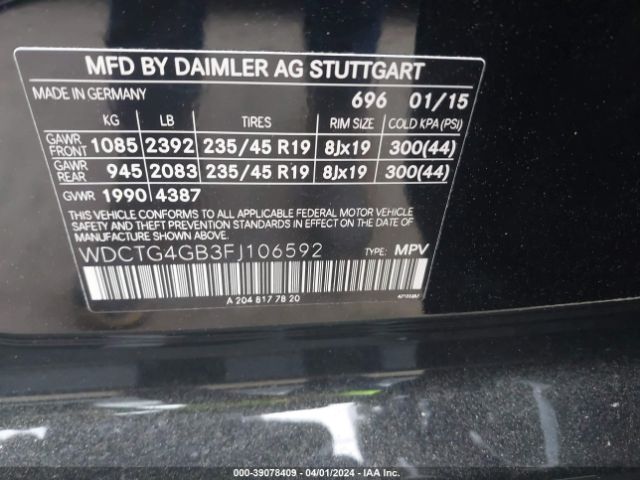 MFD BY DAIMLER AG STUTTGART
MADE IN GERMANY 696 01/15
KG LB TIRES RIM SIZE COLD KPA (PSI)
GAWR FRONT 1085 2392 235/45 R19 8Jx19 300(44)
GAWR REAR 945 2083 235/45 R19 8Jx19 300(44)
GVWR 1990 4387
THIS VEHICLE CONFORMS TO ALL APPLICABLE FEDERAL MOTOR VEHICLE
SAFETY AND THEFT PREVENTION STANDARDS IN EFFECT
ON THE DATE OF MANUFACTURE SHOWN ABOVE.
WDCTG4GB3FJ106592 TYPE: MPV
A 204 817 78 20
000-39078409 - 04/01/2024 - IAA Inc.